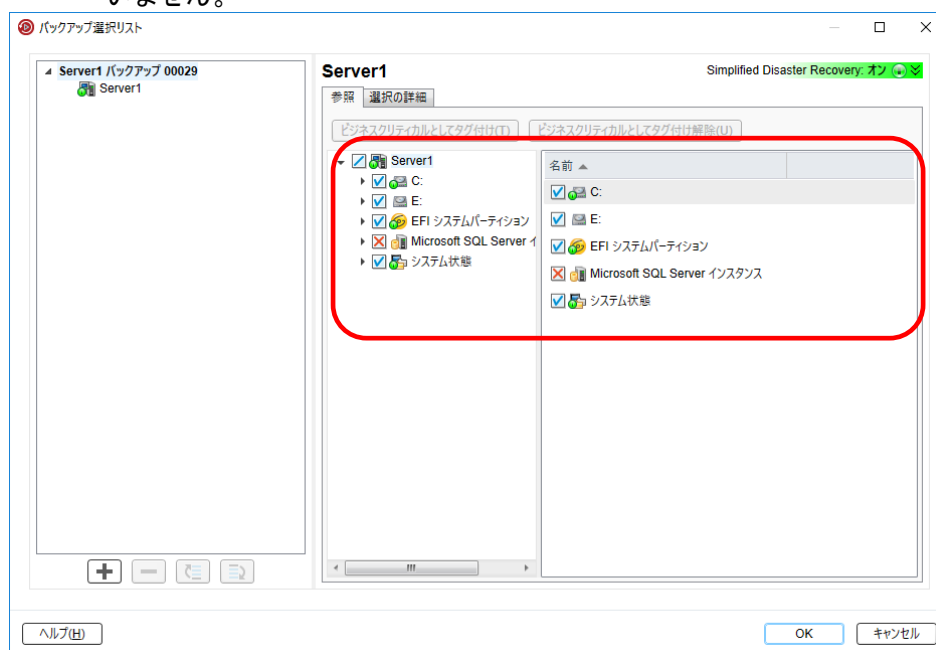 いません。
バックアップ選択リスト
Server1 バックアップ 00029
Server1
Server1
Simplified Disaster Recovery: オン
参照
選択の詳細
ビジネスクリティカルとしてタグ付け(T)
ビジネスクリティカルとしてタグ付け解除(U)
Server1
C:
E:
EFI システムパーティション
Microsoft SQL Server イ
システム状態
名前
C:
E:
EFI システムパーティション
Microsoft SQL Server インスタンス
システム状態
ヘルプ(H)
OK
キャンセル